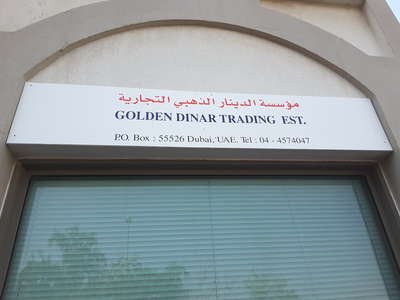 مؤسسة الدينار الذهبي التجارية
GOLDEN DINAR TRADING EST.
P.O. Box : 55526 Dubai, UAE. Tel : 04 - 4574047